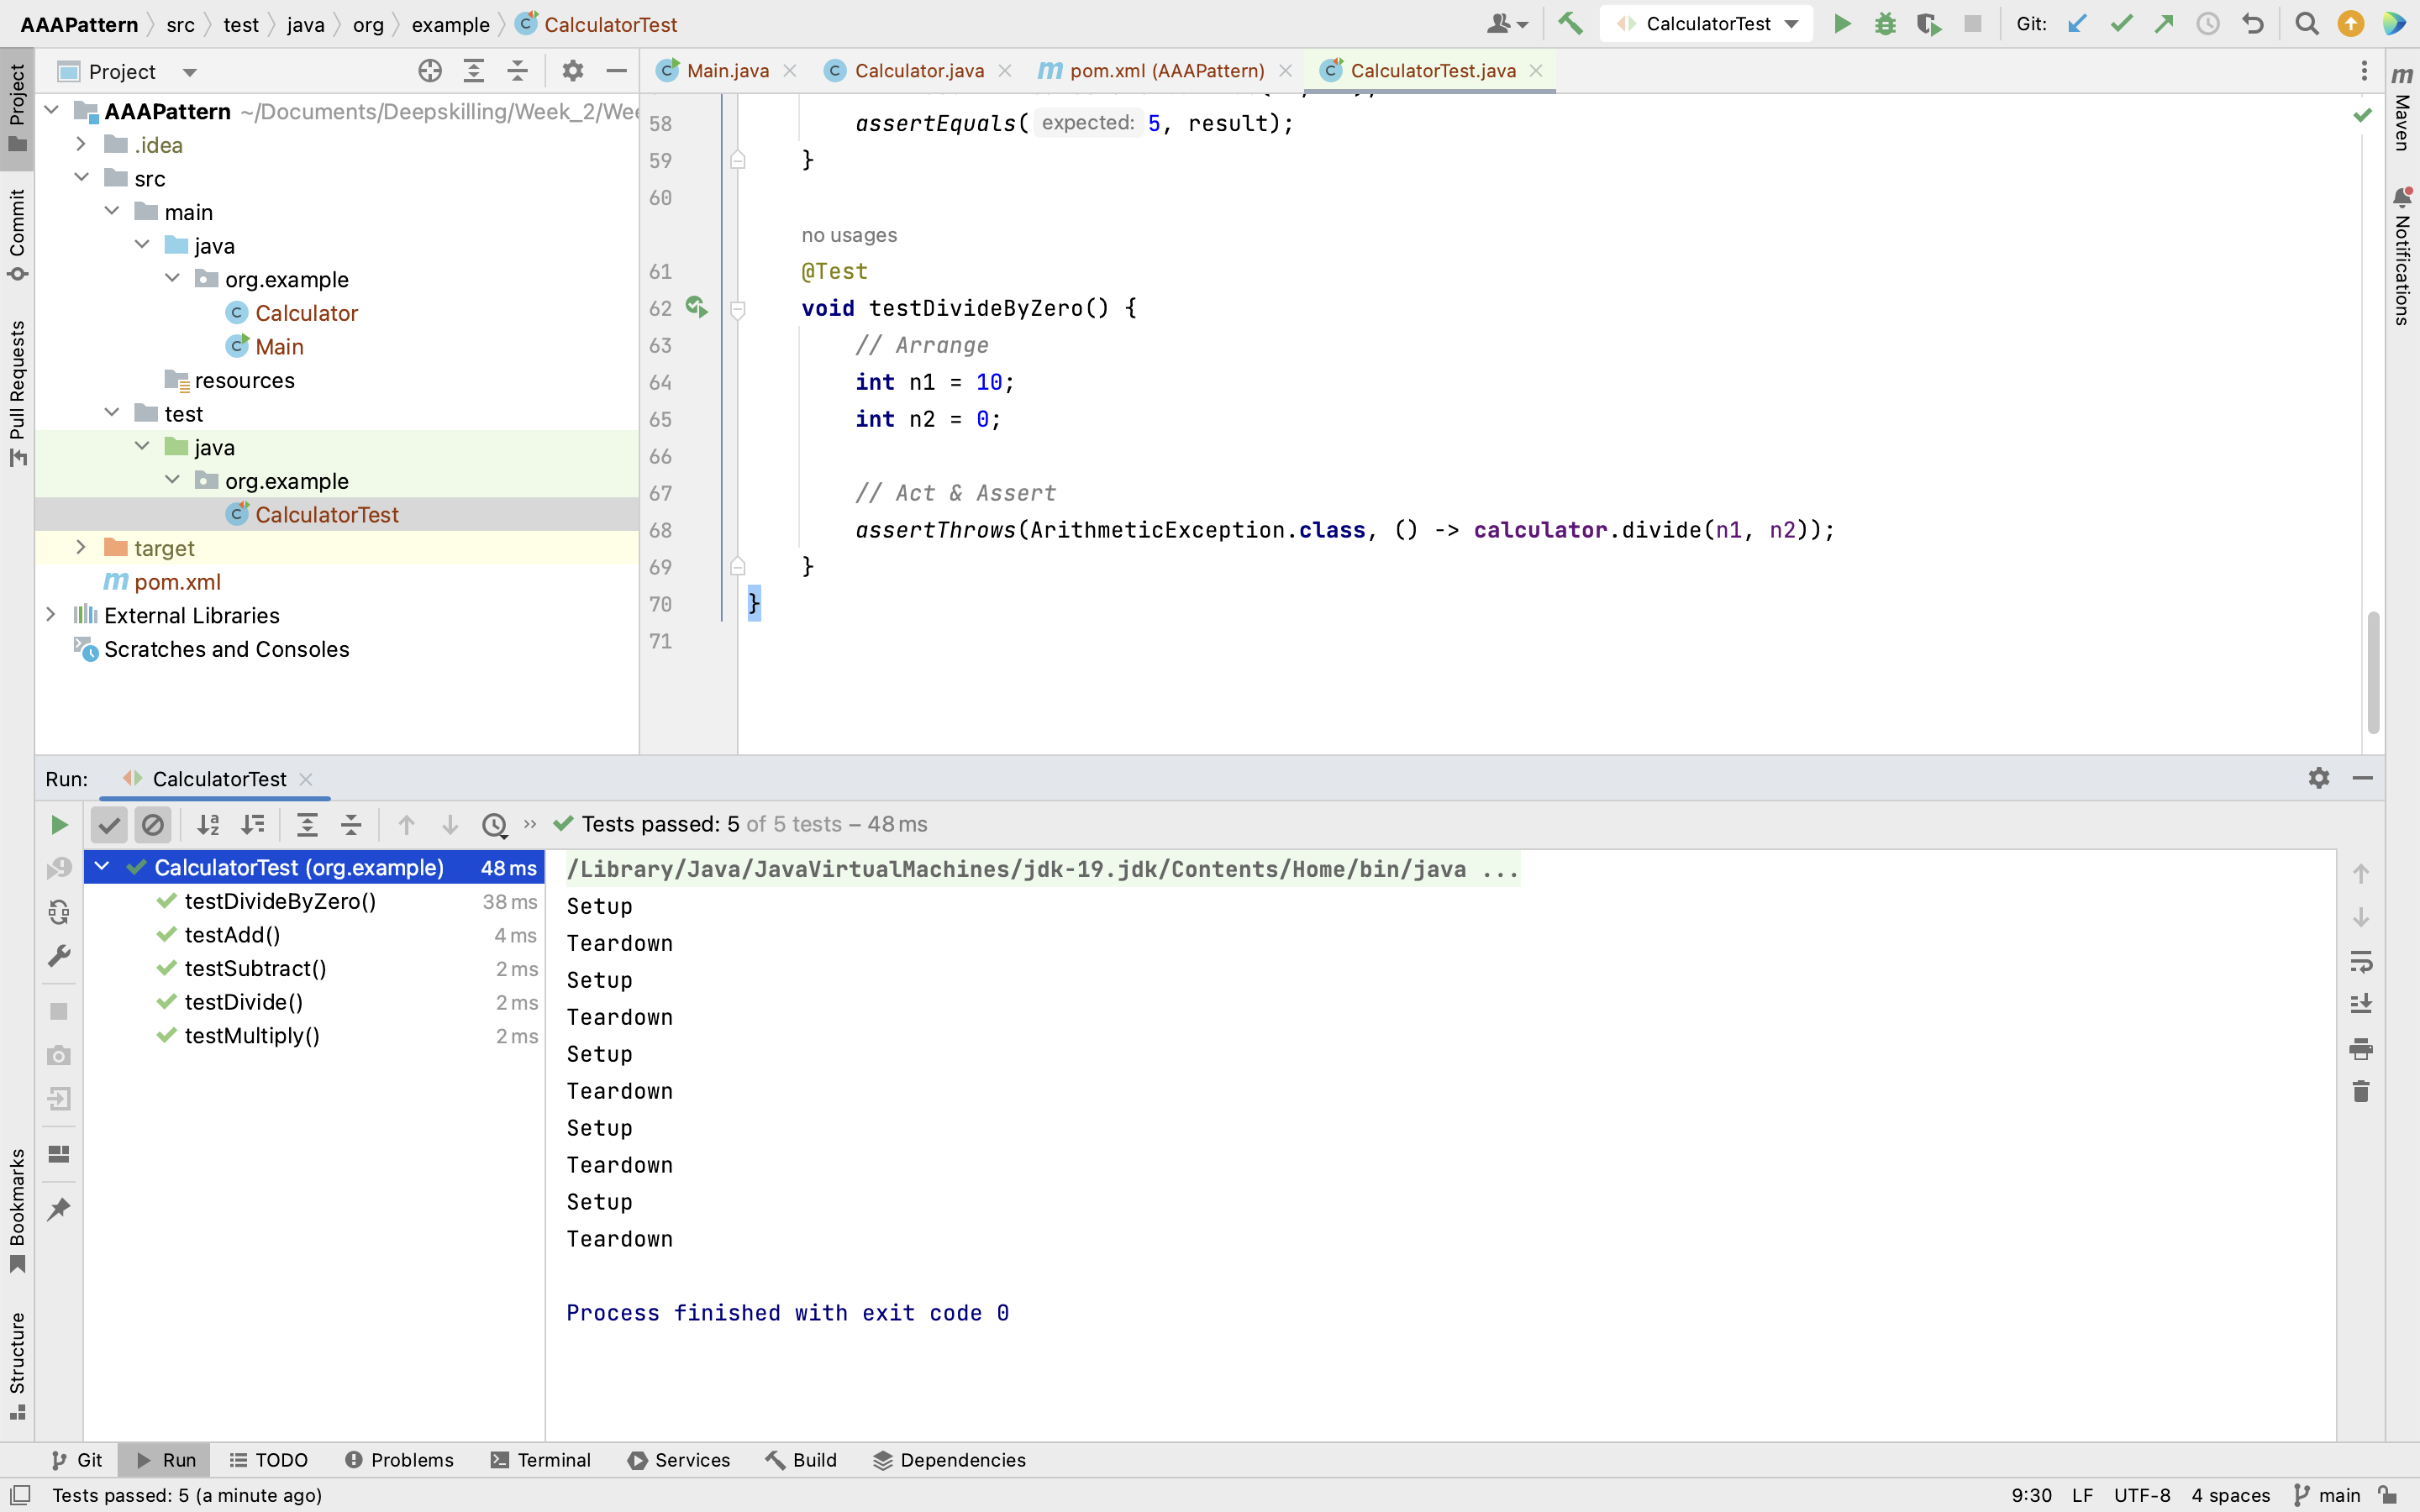 AAAPattern src test java org example CalculatorTest
CalculatorTest
Git:
Project
Main.java
Calculator.java
pom.xml (AAAPattern)
CalculatorTest.java
Project
Commit
Pull Requests
Bookmarks
Structure
AAAPattern ~/Documents/Deepskilling/Week_2/We
.idea
src
main
java
org.example
Calculator
Main
resources
test
java
org.example
CalculatorTest
target
pom.xml
External Libraries
Scratches and Consoles
58 assertEquals( expected: 5, result);
59 }
60
no usages
61 @Test
62 void testDivideByZero() {
63 // Arrange
64 int n1 = 10;
65 int n2 = 0;
66
67 // Act & Assert
68 assertThrows(ArithmeticException.class, () -> calculator.divide(n1, n2));
69 }
70 }
71
Maven
Notifications
Run: CalculatorTest
Tests passed: 5 of 5 tests – 48 ms
CalculatorTest (org.example) 48 ms
testDivideByZero() 38 ms
testAdd() 4 ms
testSubtract() 2 ms
testDivide() 2 ms
testMultiply() 2 ms
/Library/Java/JavaVirtualMachines/jdk-19.jdk/Contents/Home/bin/java ...
Setup
Teardown
Setup
Teardown
Setup
Teardown
Setup
Teardown
Setup
Teardown
Process finished with exit code 0
Git Run TODO Problems Terminal Services Build Dependencies
Tests passed: 5 (a minute ago)
9:30 LF UTF-8 4 spaces main